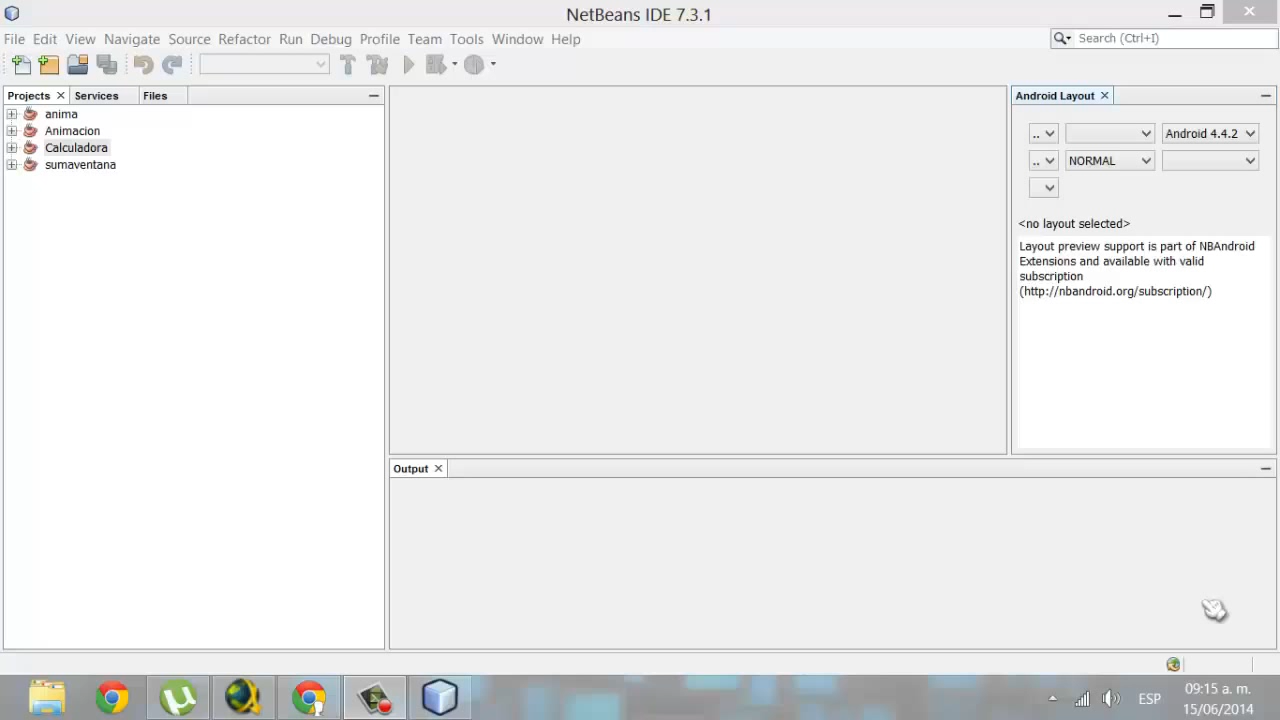 NetBeans IDE 7.3.1
File Edit View Navigate Source Refactor Run Debug Profile Team Tools Window Help
Search (Ctrl+I)
Projects Services Files
anima
Animacion
Calculadora
sumaventana
Android Layout
.. Android 4.4.2
.. NORMAL
<no layout selected>
Layout preview support is part of NBAndroid
Extensions and available with valid
subscription
(http://nbandroid.org/subscription/)
Output
ESP
09:15 a. m.
15/06/2014